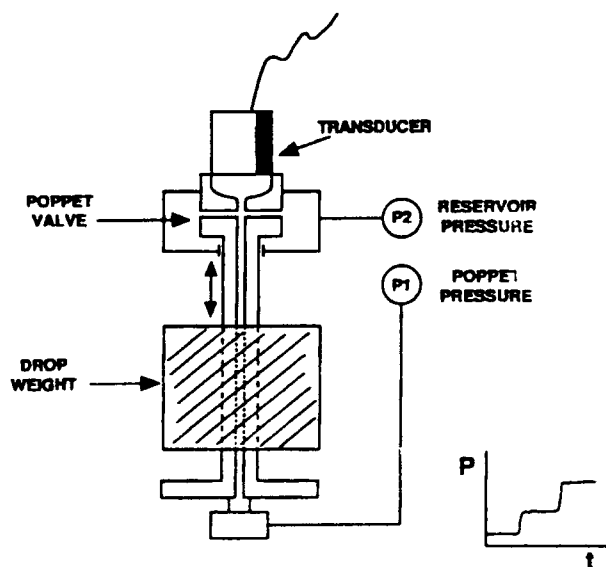 TRANSDUCER
POPPET
VALVE
P2
RESERVOIR
PRESSURE
P1
POPPET
PRESSURE
DROP
WEIGHT
P
t